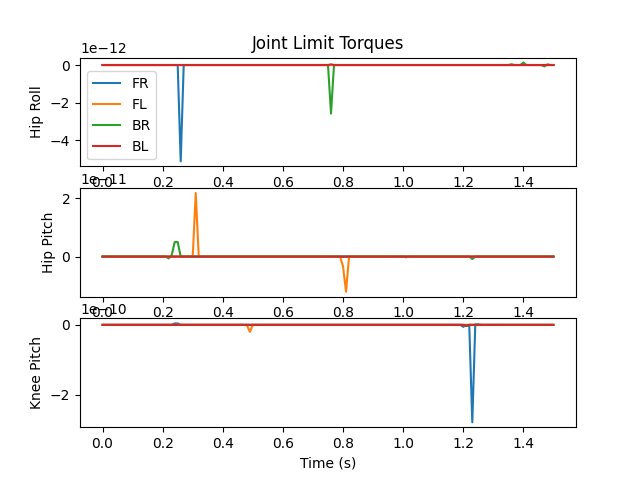 Joint Limit Torques
1e−12
Hip Roll
0
−2
−4
FR
FL
BR
BL
0.0 0.2 0.4 0.6 0.8 1.0 1.2 1.4
1e−11
Hip Pitch
2
0
0.0 0.2 0.4 0.6 0.8 1.0 1.2 1.4
1e−10
Knee Pitch
0
−2
0.0 0.2 0.4 0.6 0.8 1.0 1.2 1.4
Time (s)